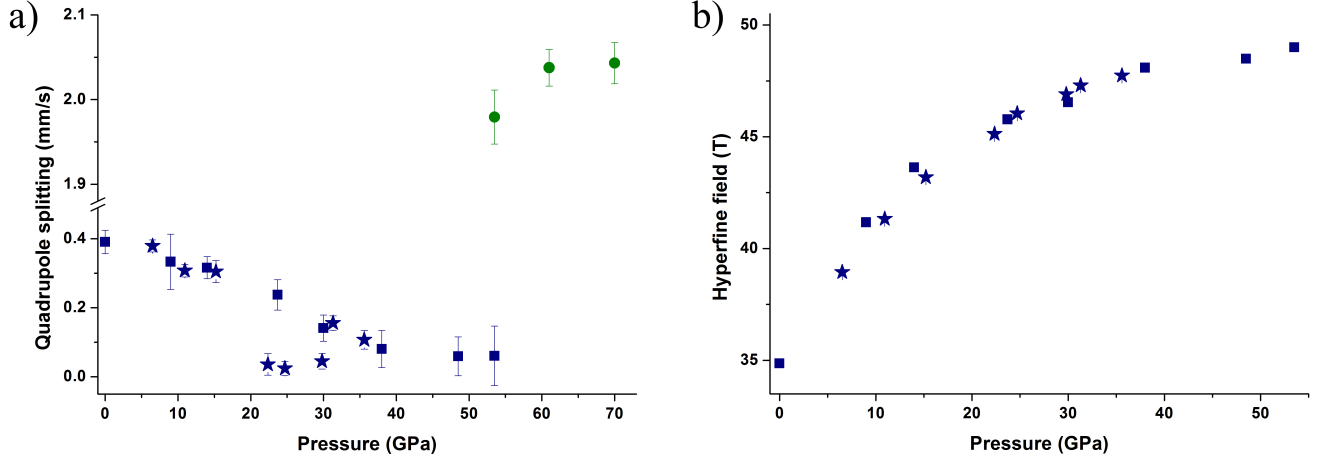 a)
Quadrupole splitting (mm/s)
2.1
2.0
1.9
0.4
0.2
0.0
0 10 20 30 40 50 60 70
Pressure (GPa)
b)
Hyperfine field (T)
50
45
40
35
0 10 20 30 40 50
Pressure (GPa)